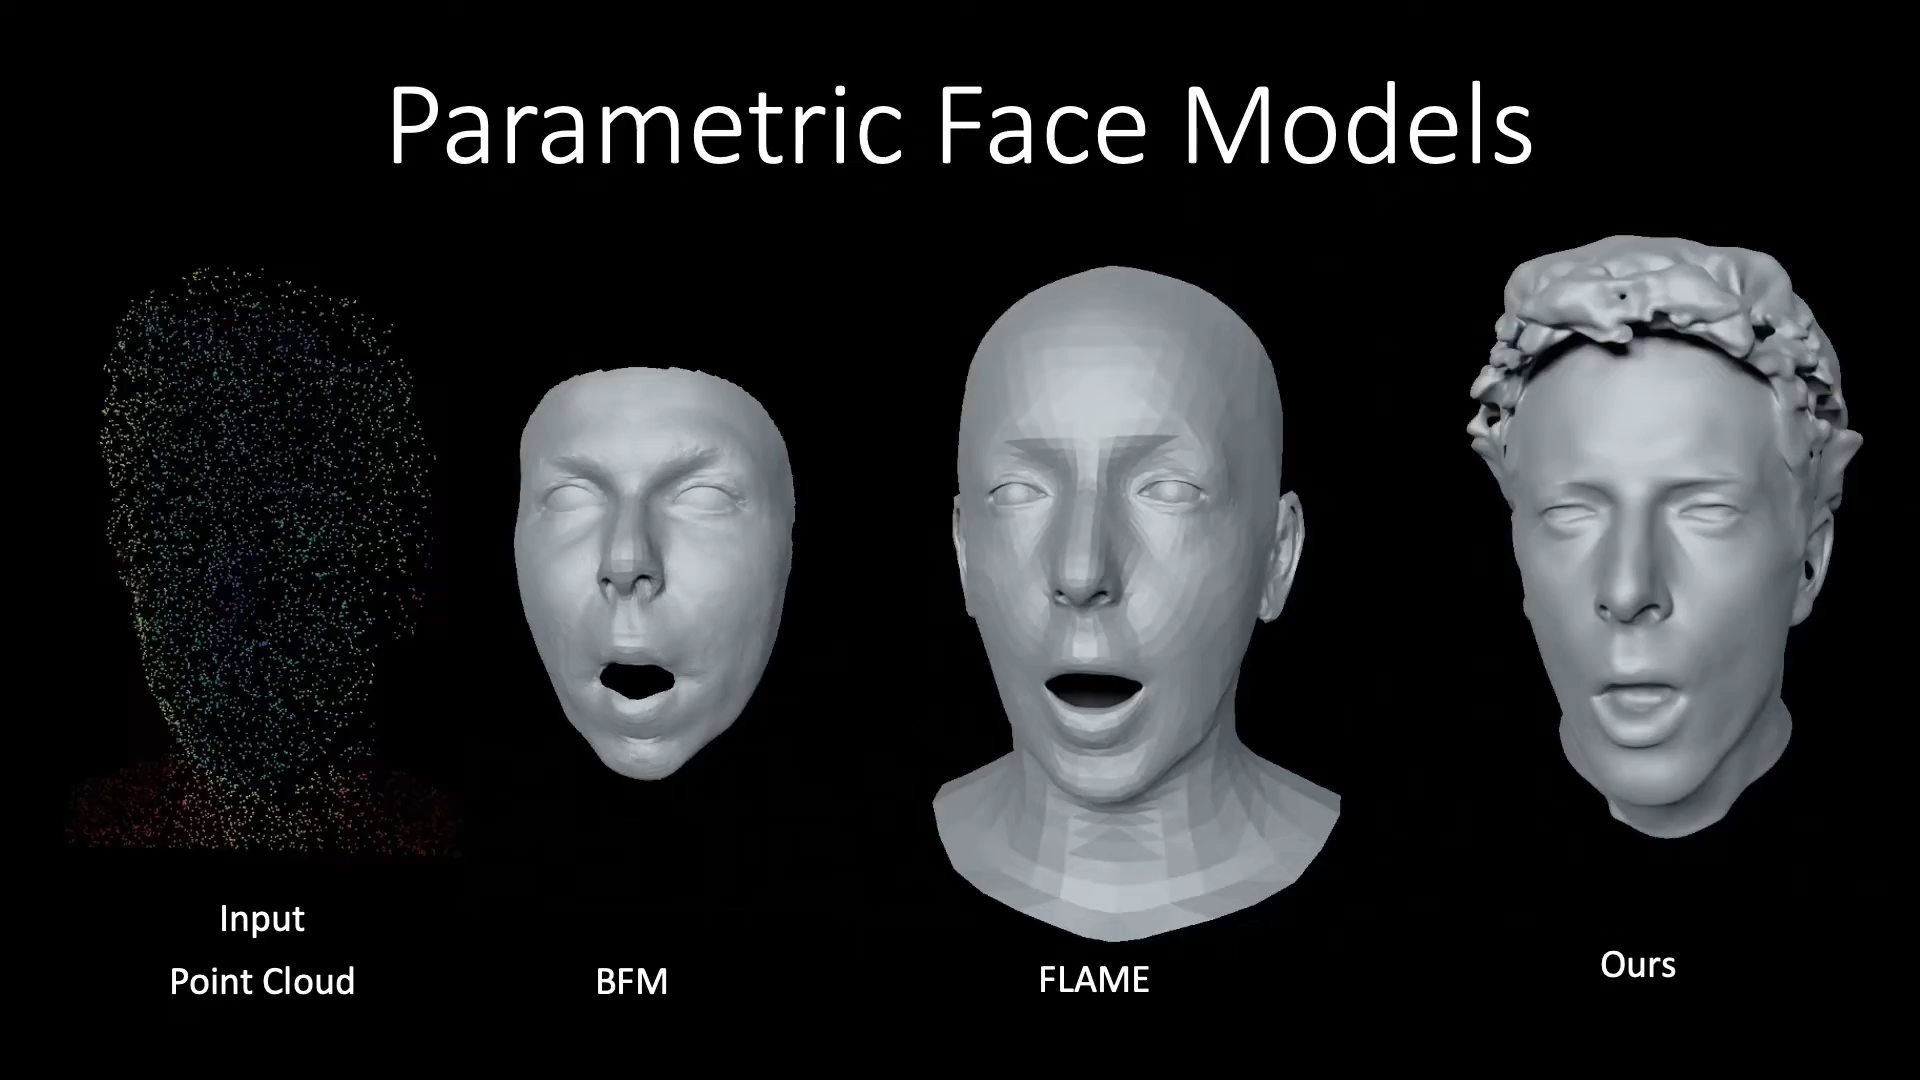 Parametric Face Models
Input
Point Cloud
BFM
FLAME
Ours